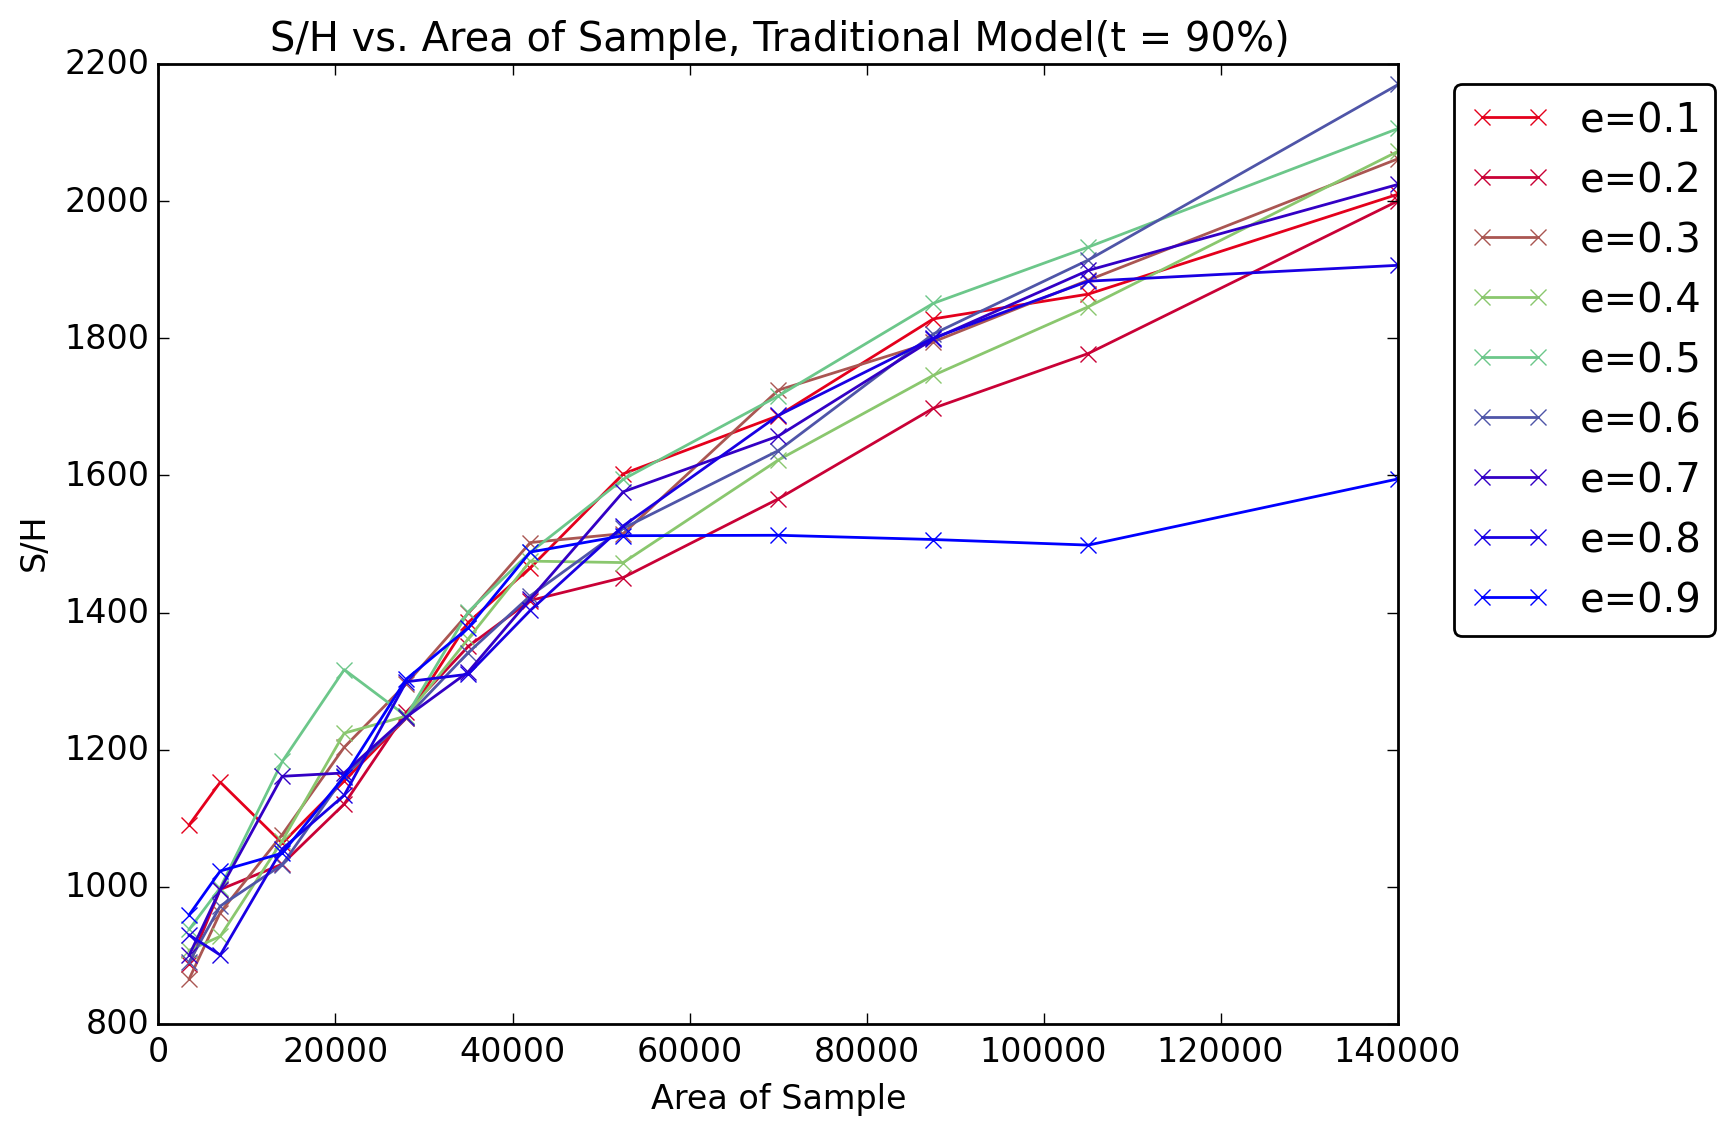 S/H vs. Area of Sample, Traditional Model(t = 90%)
2200
2000
1800
1600
1400
1200
1000
800
S/H
0 20000 40000 60000 80000 100000 120000 140000
Area of Sample
e=0.1
e=0.2
e=0.3
e=0.4
e=0.5
e=0.6
e=0.7
e=0.8
e=0.9